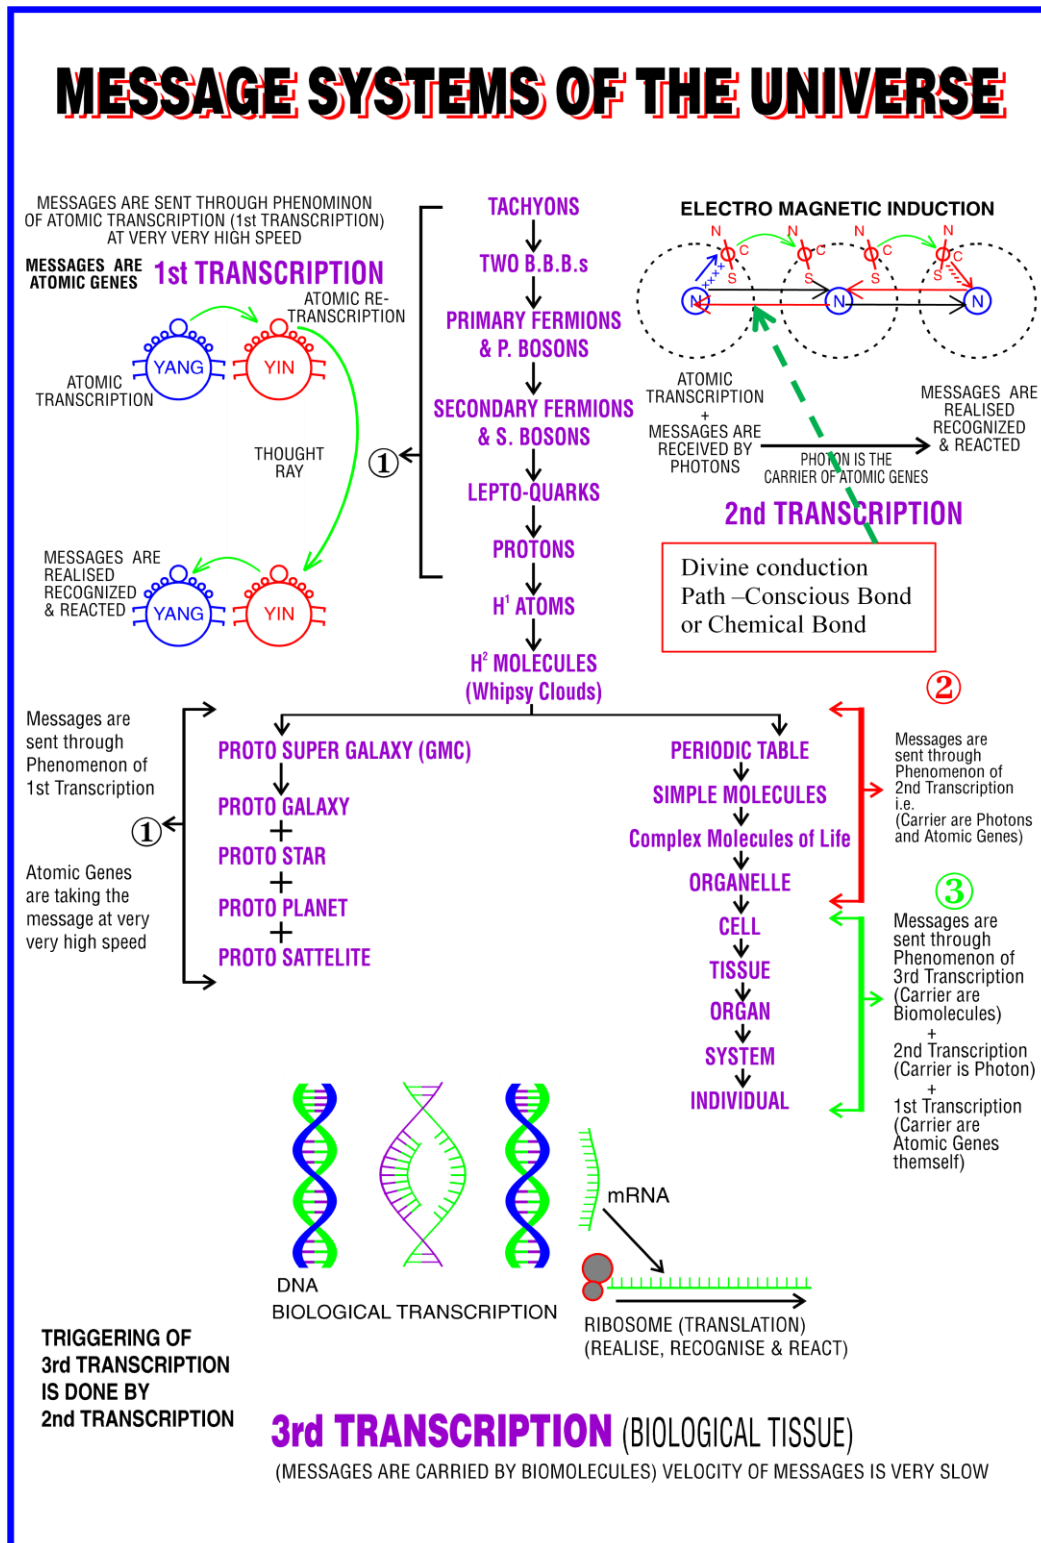 MESSAGE SYSTEMS OF THE UNIVERSE
MESSAGES ARE SENT THROUGH PHENOMINON
OF ATOMIC TRANSCRIPTION (1st TRANSCRIPTION)
AT VERY VERY HIGH SPEED
MESSAGES ARE
ATOMIC GENES
1st TRANSCRIPTION
ATOMIC RE-
TRANSCRIPTION
YANG
YIN
ATOMIC
TRANSCRIPTION
THOUGHT
RAY
MESSAGES ARE
REALISED
RECOGNIZED
& REACTED
YANG
YIN
1
TACHYONS
TWO B.B.B.s
PRIMARY FERMIONS
& P. BOSONS
SECONDARY FERMIONS
& S. BOSONS
LEPTO-QUARKS
PROTONS
H¹ ATOMS
H² MOLECULES
(Whipsy Clouds)
ELECTRO MAGNETIC INDUCTION
N N N N
C C C C
S S S S
++++
N N N
ATOMIC
TRANSCRIPTION
+
MESSAGES ARE
RECEIVED BY
PHOTONS
PHOTON IS THE
CARRIER OF ATOMIC GENES
MESSAGES ARE
REALISED
RECOGNIZED
& REACTED
2nd TRANSCRIPTION
Divine conduction
Path –Conscious Bond
or Chemical Bond
Messages are
sent through
Phenomenon of
1st Transcription
1
Atomic Genes
are taking the
message at very
very high speed
PROTO SUPER GALAXY (GMC)
PROTO GALAXY
+
PROTO STAR
+
PROTO PLANET
+
PROTO SATTELITE
PERIODIC TABLE
SIMPLE MOLECULES
Complex Molecules of Life
ORGANELLE
CELL
TISSUE
ORGAN
SYSTEM
INDIVIDUAL
2
Messages are
sent through
Phenomenon of
2nd Transcription
i.e.
(Carrier are Photons
and Atomic Genes)
3
Messages are
sent through
Phenomenon of
3rd Transcription
(Carrier are
Biomolecules)
+
2nd Transcription
(Carrier is Photon)
+
1st Transcription
(Carrier are
Atomic Genes
themself)
DNA
BIOLOGICAL TRANSCRIPTION
mRNA
RIBOSOME (TRANSLATION)
(REALISE, RECOGNISE & REACT)
TRIGGERING OF
3rd TRANSCRIPTION
IS DONE BY
2nd TRANSCRIPTION
3rd TRANSCRIPTION (BIOLOGICAL TISSUE)
(MESSAGES ARE CARRIED BY BIOMOLECULES) VELOCITY OF MESSAGES IS VERY SLOW